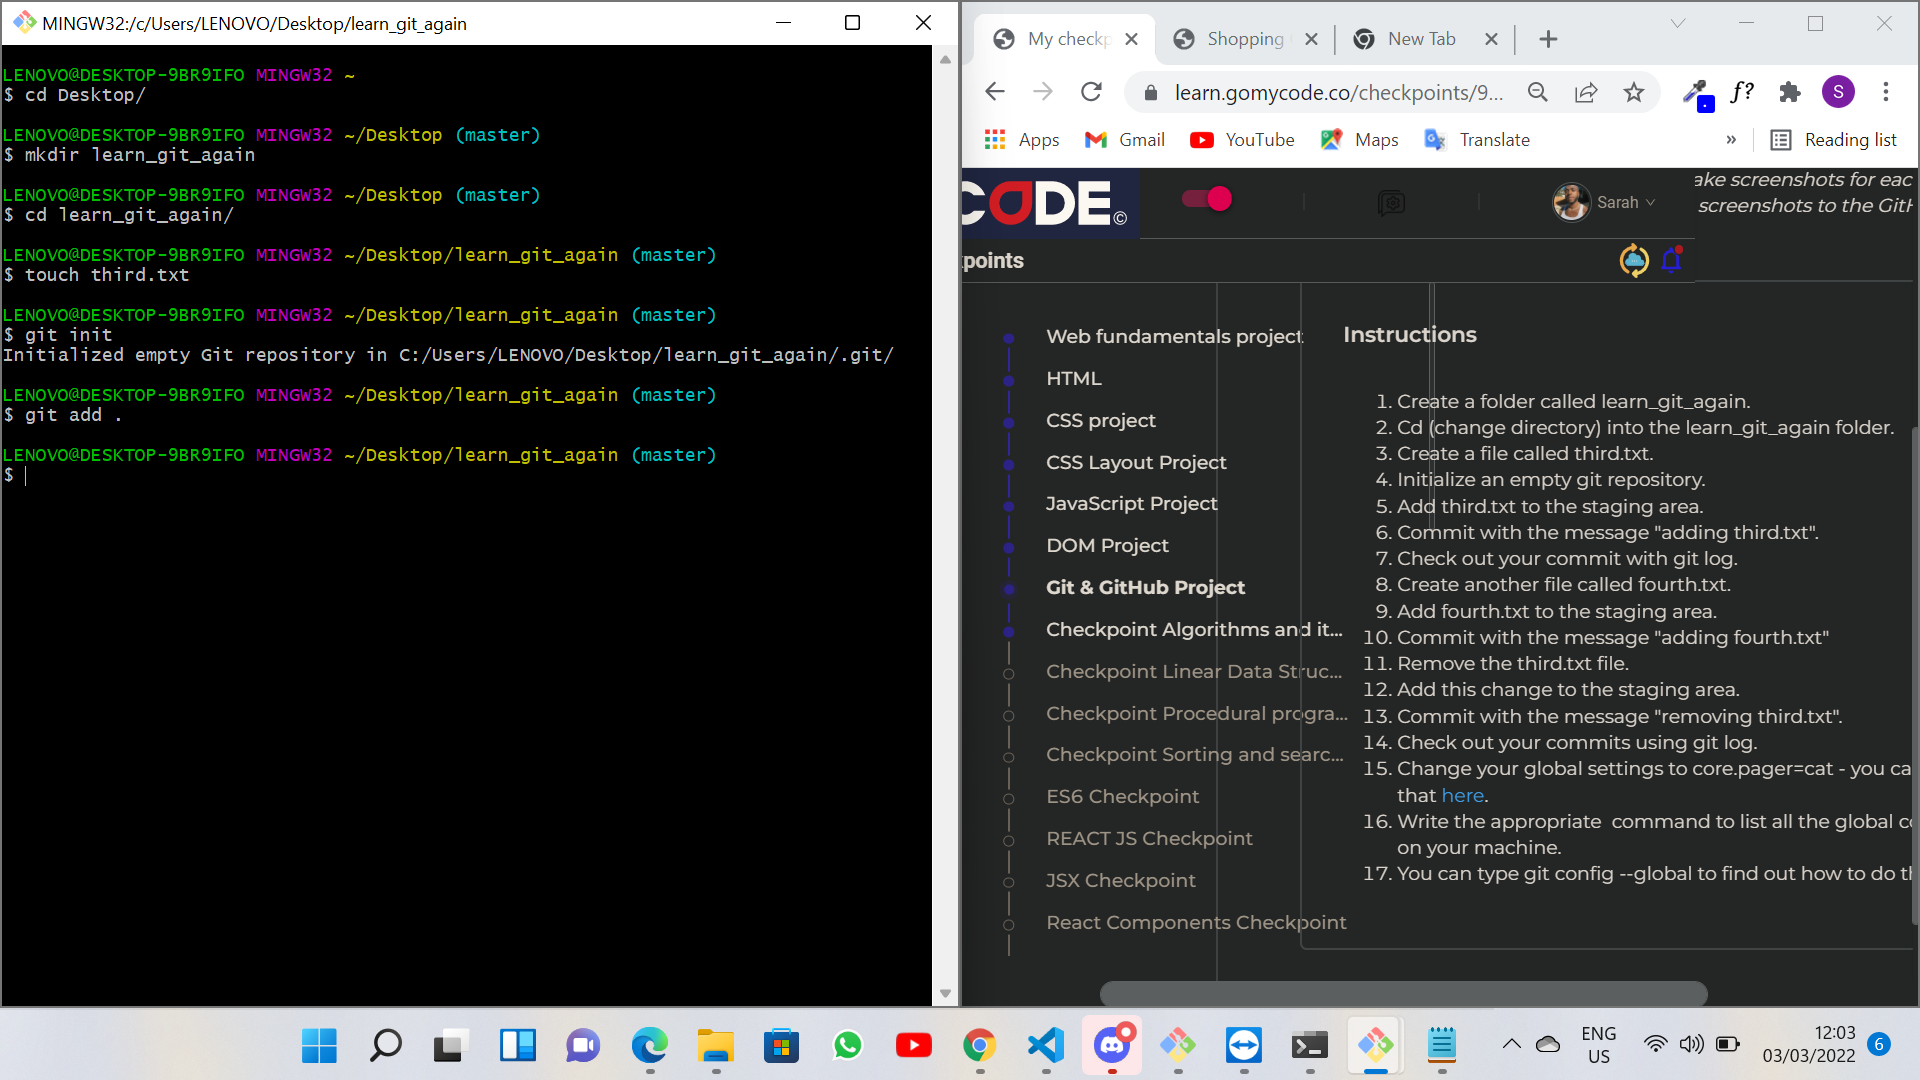 MINGW32:/c/Users/LENOVO/Desktop/learn_git_again
LENOVO@DESKTOP-9BR9IFO MINGW32 ~
$ cd Desktop/
LENOVO@DESKTOP-9BR9IFO MINGW32 ~/Desktop (master)
$ mkdir learn_git_again
LENOVO@DESKTOP-9BR9IFO MINGW32 ~/Desktop (master)
$ cd learn_git_again/
LENOVO@DESKTOP-9BR9IFO MINGW32 ~/Desktop/learn_git_again (master)
$ touch third.txt
LENOVO@DESKTOP-9BR9IFO MINGW32 ~/Desktop/learn_git_again (master)
$ git init
Initialized empty Git repository in C:/Users/LENOVO/Desktop/learn_git_again/.git/
LENOVO@DESKTOP-9BR9IFO MINGW32 ~/Desktop/learn_git_again (master)
$ git add .
LENOVO@DESKTOP-9BR9IFO MINGW32 ~/Desktop/learn_git_again (master)
$
My checkp
Shopping
New Tab
learn.gomycode.co/checkpoints/9...
f?
S
Apps
Gmail
YouTube
Maps
Translate
»
Reading list
CODE©
Sarah
ake screenshots for eac
screenshots to the GitH
kpoints
Web fundamentals project
HTML
CSS project
CSS Layout Project
JavaScript Project
DOM Project
Git & GitHub Project
Checkpoint Algorithms and it...
Checkpoint Linear Data Struc...
Checkpoint Procedural progra...
Checkpoint Sorting and searc...
ES6 Checkpoint
REACT JS Checkpoint
JSX Checkpoint
React Components Checkpoint
Instructions
1. Create a folder called learn_git_again.
2. Cd (change directory) into the learn_git_again folder.
3. Create a file called third.txt.
4. Initialize an empty git repository.
5. Add third.txt to the staging area.
6. Commit with the message "adding third.txt".
7. Check out your commit with git log.
8. Create another file called fourth.txt.
9. Add fourth.txt to the staging area.
10. Commit with the message "adding fourth.txt"
11. Remove the third.txt file.
12. Add this change to the staging area.
13. Commit with the message "removing third.txt".
14. Check out your commits using git log.
15. Change your global settings to core.pager=cat - you ca
that here.
16. Write the appropriate command to list all the global co
on your machine.
17. You can type git config --global to find out how to do th
ENG
US
12:03
03/03/2022
6